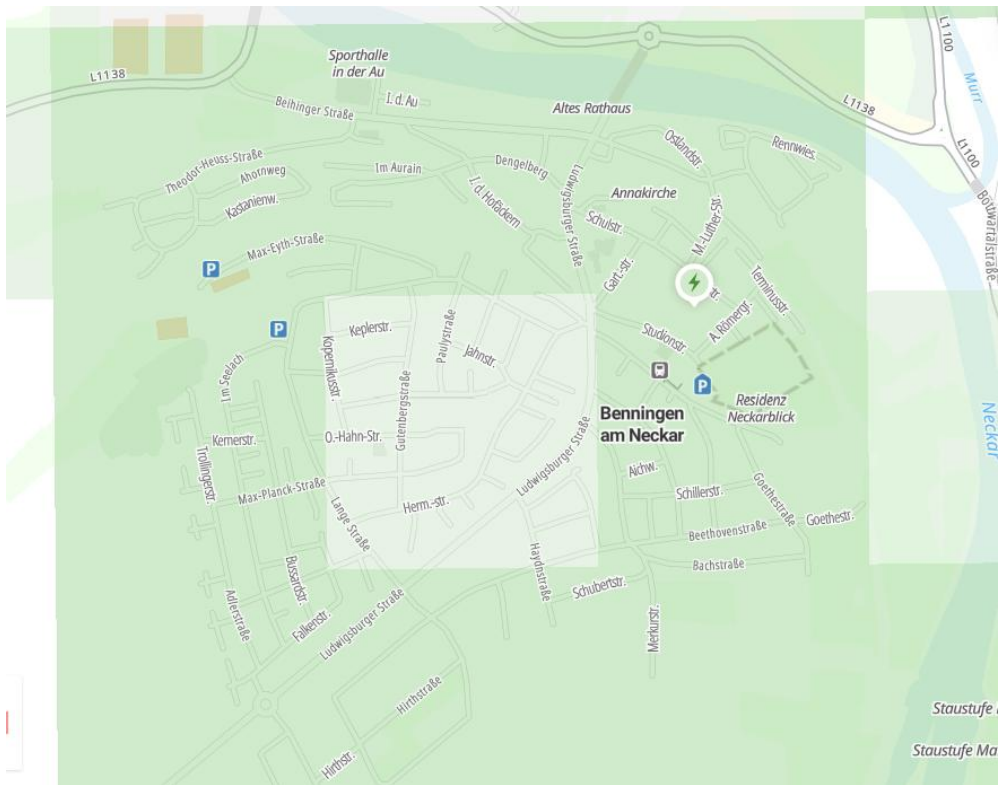 L1138
Sporthalle
in der Au
I. d. Au
Beihinger Straße
Altes Rathaus
L1138
L1100
Murr
L1100
Bottwartalstraße
Theodor-Heuss-Straße
Ahornweg
Kastanienw.
Im Aurain
Dengelberg
I. d. Hofäckern
Ludwigsburger Straße
Ostlandstr.
Rennwies.
Annakirche
Schulstr.
M.-Luther-Str.
Max-Eyth-Straße
P
Gart.-str.
tr.
Terminusstr.
A. Römergr.
P
Keplerstr.
Kopernikusstr.
Paulystraße
Jahnstr.
Studionstr.
P
Im Seelach
Gutenbergstraße
Benningen
am Neckar
Residenz
Neckarblick
Neckar
Kernerstr.
O.-Hahn-Str.
Trollingerstr.
Max-Planck-Straße
Lange Straße
Herm.-str.
Ludwigsburger Straße
Aichw.
Schillerstr.
Goethestraße
Goethestr.
Beethovenstraße
Bachstraße
Haydnstraße
Schubertstr.
Merkurstr.
Bussardstr.
Falkenstr.
Adlerstraße
Ludwigsburger Straße
Hirthstraße
Hirthstr.
Staustufe
Staustufe Ma